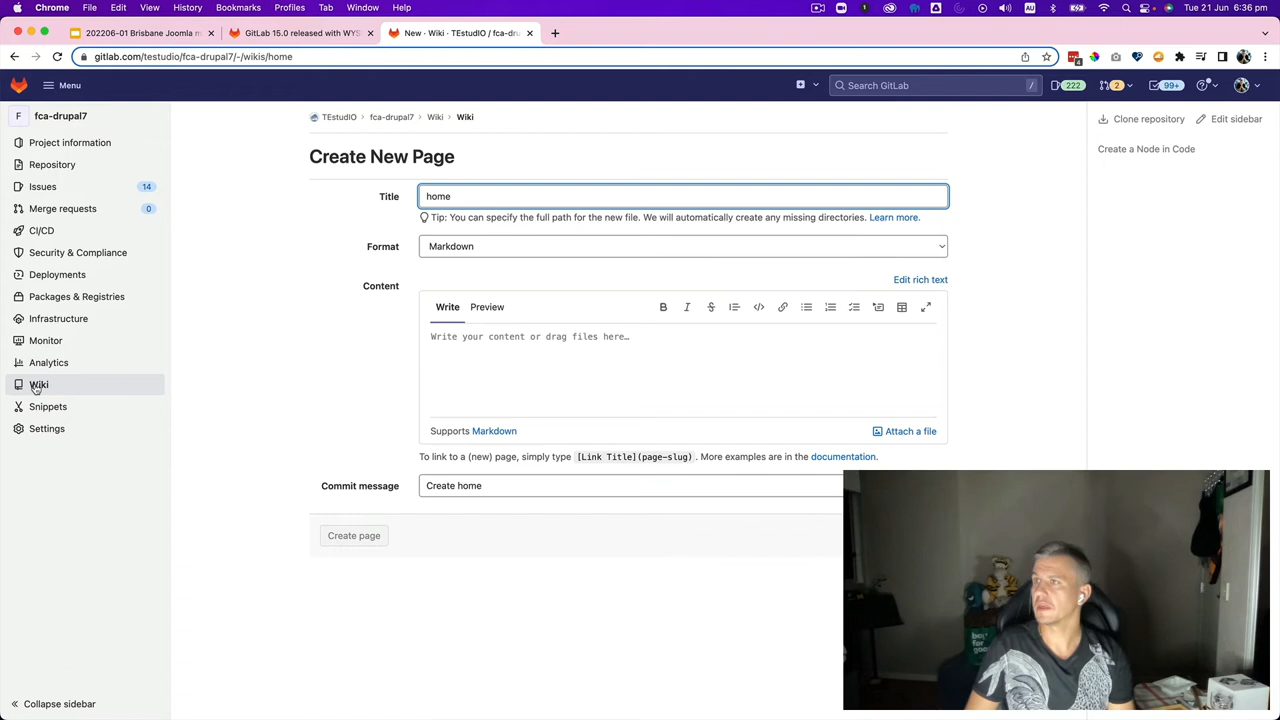 Chrome File Edit View History Bookmarks Profiles Tab Window Help Tue 21 Jun 6:36 pm
202206-01 Brisbane Joomla m
GitLab 15.0 released with WYS
New · Wiki · TEstudIO / fca-dru
gitlab.com/testudio/fca-drupal7/-/wikis/home
Menu
Search GitLab /
222
2
99+
F fca-drupal7
Project information
Repository
Issues 14
Merge requests 0
CI/CD
Security & Compliance
Deployments
Packages & Registries
Infrastructure
Monitor
Analytics
Wiki
Snippets
Settings
Collapse sidebar
TEstudIO > fca-drupal7 > Wiki > Wiki
Create New Page
Title home
Tip: You can specify the full path for the new file. We will automatically create any missing directories. Learn more.
Format Markdown
Edit rich text
Content
Write Preview
Write your content or drag files here…
Supports Markdown
Attach a file
To link to a (new) page, simply type [Link Title](page-slug). More examples are in the documentation.
Commit message Create home
Create page
Clone repository Edit sidebar
Create a Node in Code